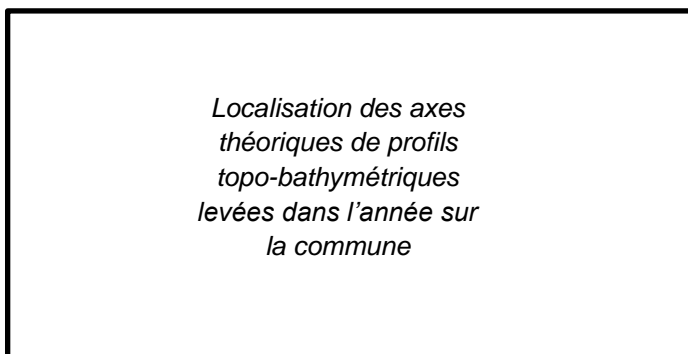 Localisation des axes
théoriques de profils
topo-bathymétriques
levées dans l’année sur
la commune